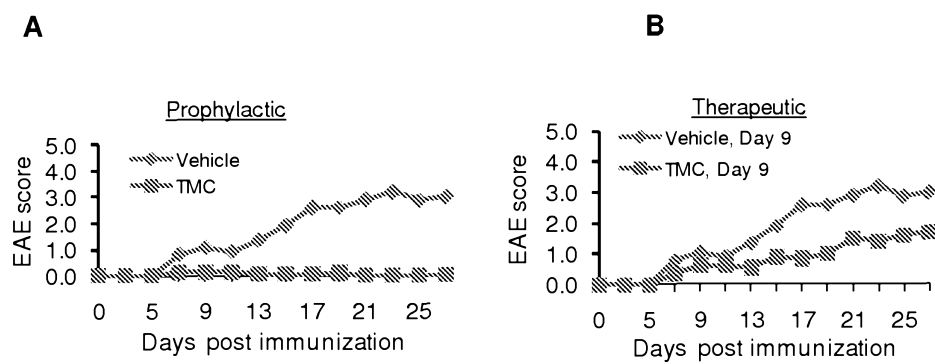 A
B
Prophylactic
5.0
4.0
3.0
2.0
1.0
0.0
EAE score
Vehicle
TMC
0 5 9 13 17 21 25
Days post immunization
Therapeutic
5.0
4.0
3.0
2.0
1.0
0.0
EAE score
Vehicle, Day 9
TMC, Day 9
0 5 9 13 17 21 25
Days post immunization